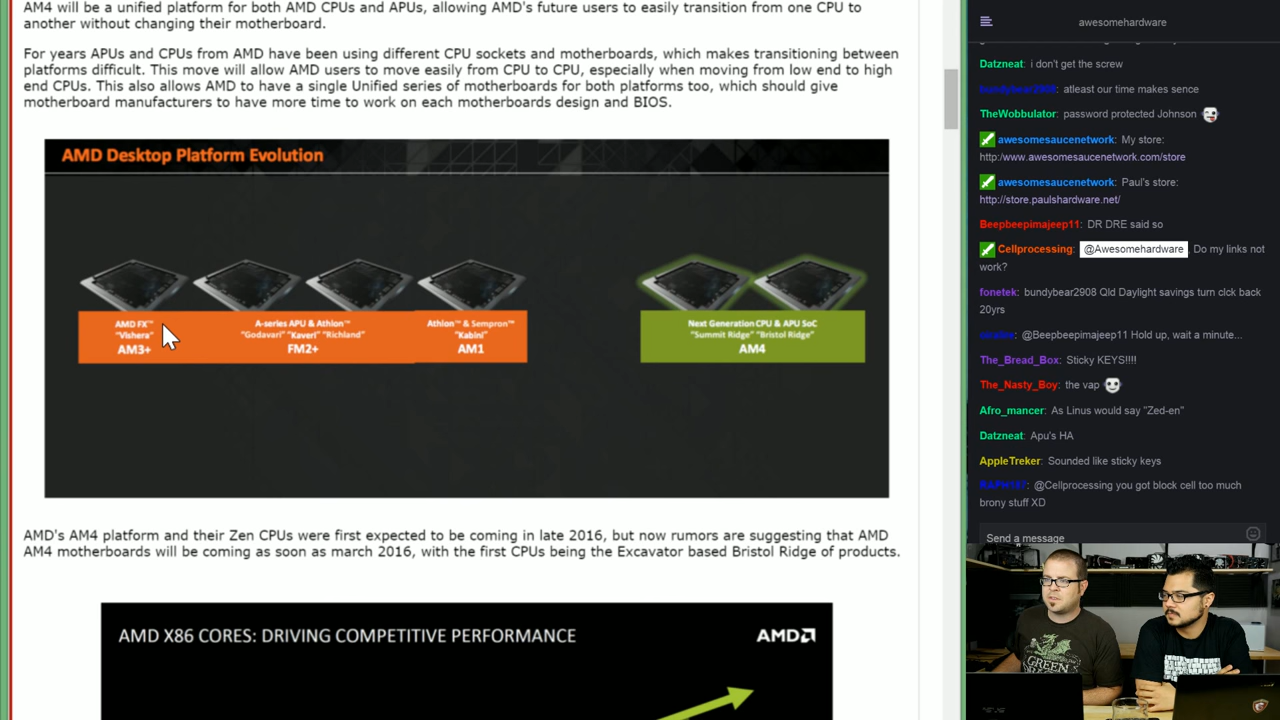 AM4 will be a unified platform for both AMD CPUs and APUs, allowing AMD's future users to easily transition from one CPU to
another without changing their motherboard.
For years APUs and CPUs from AMD have been using different CPU sockets and motherboards, which makes transitioning between
platforms difficult. This move will allow AMD users to move easily from CPU to CPU, especially when moving from low end to high
end CPUs. This also allows AMD to have a single Unified series of motherboards for both platforms too, which should give
motherboard manufacturers to have more time to work on each motherboards design and BIOS.
AMD Desktop Platform Evolution
AMD FX™
"Vishera"
AM3+
A-series APU & Athlon™
"Godavari" "Kaveri" "Richland"
FM2+
Athlon™ & Sempron™
"Kabini"
AM1
Next Generation CPU & APU SoC
"Summit Ridge" "Bristol Ridge"
AM4
AMD's AM4 platform and their Zen CPUs were first expected to be coming in late 2016, but now rumors are suggesting that AMD
AM4 motherboards will be coming as soon as march 2016, with the first CPUs being the Excavator based Bristol Ridge of products.
AMD X86 CORES: DRIVING COMPETITIVE PERFORMANCE
AMD
awesomehardware
Datzneat: i don't get the screw
bundybear2908: atleast our time makes sence
TheWobbulator: password protected Johnson
awesomesaucenetwork: My store:
http:/www.awesomesaucenetwork.com/store
awesomesaucenetwork: Paul's store:
http://store.paulshardware.net/
Beepbeepimajeep11: DR DRE said so
Cellprocessing: @Awesomehardware Do my links not
work?
fonetek: bundybear2908 Qld Daylight savings turn clck back
20yrs
@Beepbeepimajeep11 Hold up, wait a minute...
The_Bread_Box: Sticky KEYS!!!!
The_Nasty_Boy: the vap
Afro_mancer: As Linus would say "Zed-en"
Datzneat: Apu's HA
AppleTreker: Sounded like sticky keys
@Cellprocessing you got block cell too much
brony stuff XD
Send a message
GREEN